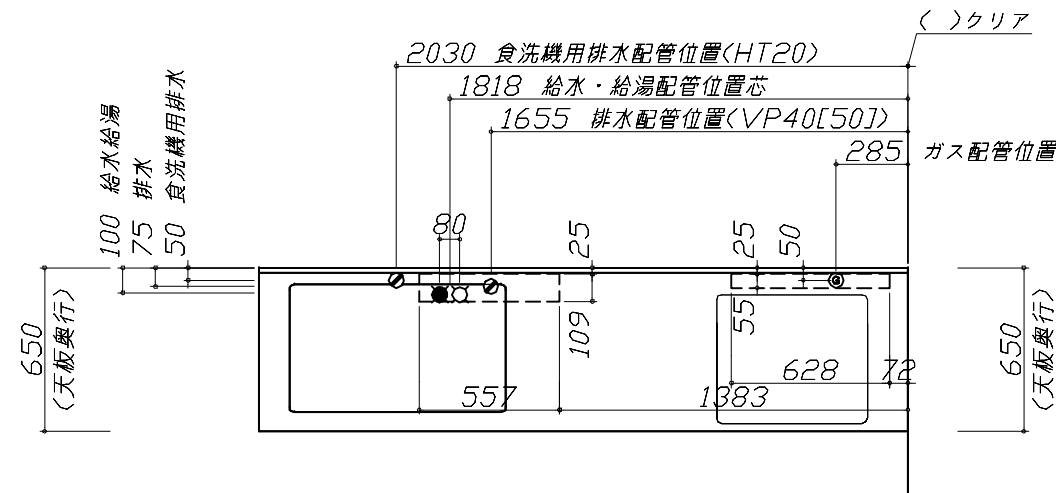 ( )クリア
2030 食洗機用排水配管位置(HT20)
1818 給水・給湯配管位置芯
1655 排水配管位置(VP40[50])
285 ガス配管位置
100 給水給湯
75 排水
50 食洗機用排水
80
25
109
25
50
55
650
(天板奥行)
557
1383
628
72
650
(天板奥行)